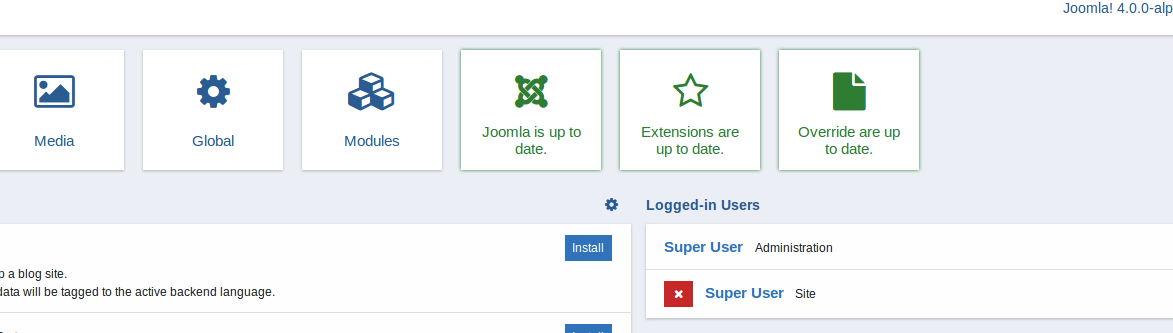 Joomla! 4.0.0-alp
Media
Global
Modules
Joomla is up to
date.
Extensions are
up to date.
Override are up
to date.
Logged-in Users
Install
p a blog site.
data will be tagged to the active backend language.
Super User Administration
Super User Site